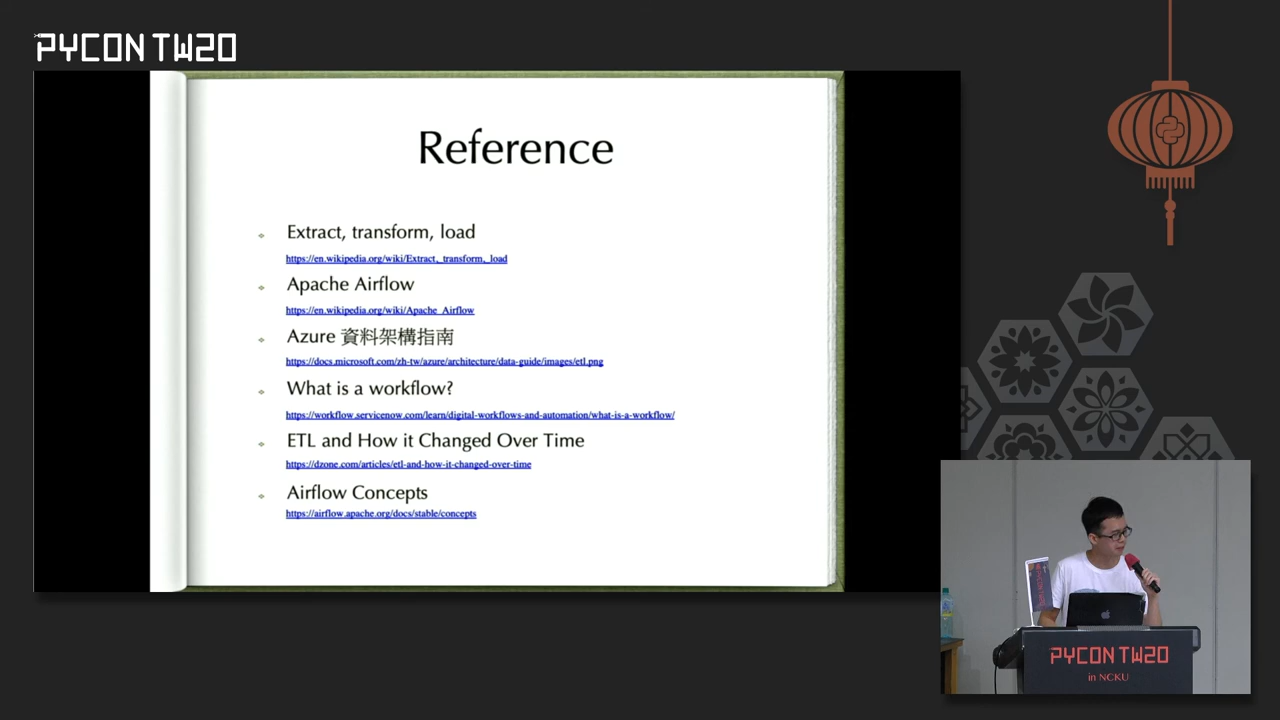 PYCON TW20
Reference
Extract, transform, load
https://en.wikipedia.org/wiki/Extract,_transform,_load
Apache Airflow
https://en.wikipedia.org/wiki/Apache_Airflow
Azure 資料架構指南
https://docs.microsoft.com/zh-tw/azure/architecture/data-guide/images/etl.png
What is a workflow?
https://workflow.servicenow.com/learn/digital-workflows-and-automation/what-is-a-workflow/
ETL and How it Changed Over Time
https://dzone.com/articles/etl-and-how-it-changed-over-time
Airflow Concepts
https://airflow.apache.org/docs/stable/concepts
PYCON TW20
in NCKU